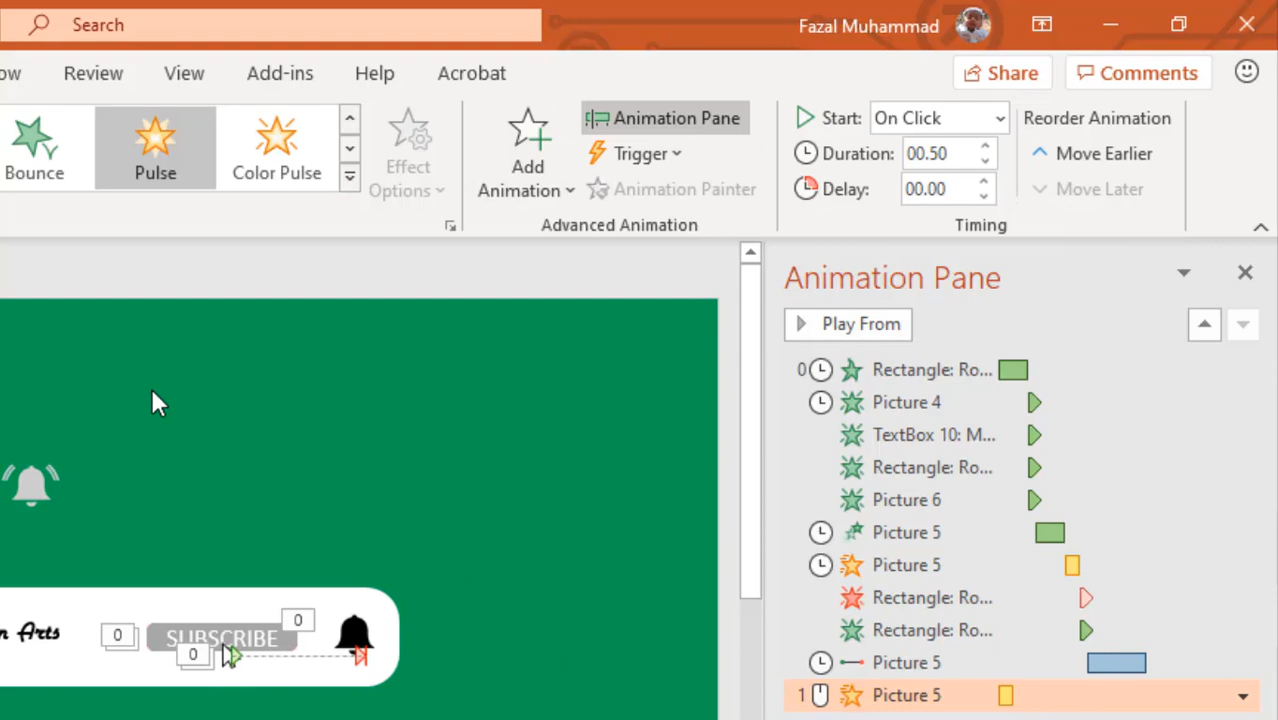 Search
Fazal Muhammad
ow Review View Add-ins Help Acrobat
Share
Comments
Bounce
Pulse
Color Pulse
Effect
Options
Add
Animation
Animation Pane
Trigger
Animation Painter
Advanced Animation
Start: On Click
Duration: 00.50
Delay: 00.00
Timing
Reorder Animation
Move Earlier
Move Later
Animation Pane
Play From
0 Rectangle: Ro...
Picture 4
TextBox 10: M...
Rectangle: Ro...
Picture 6
Picture 5
Picture 5
Rectangle: Ro...
Rectangle: Ro...
Picture 5
1 Picture 5
n Arts
0
SUBSCRIBE
0
0